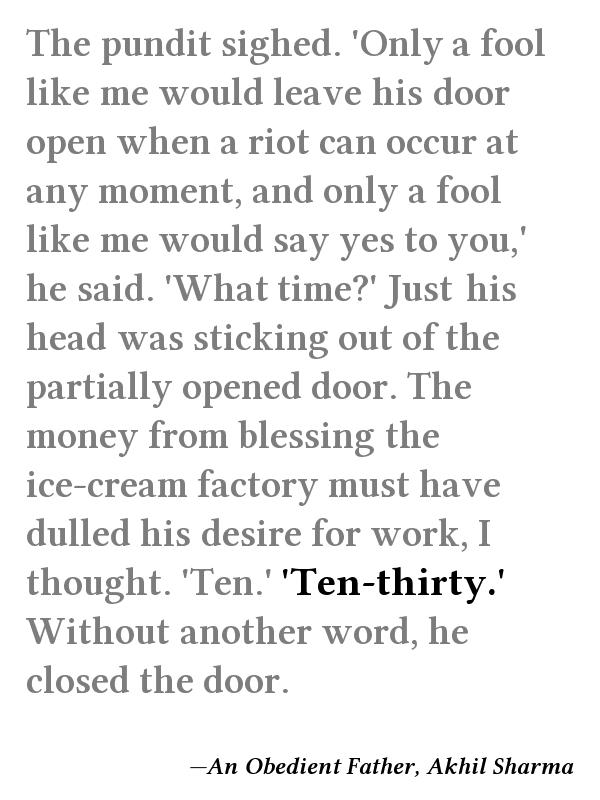 The pundit sighed. 'Only a fool
like me would leave his door
open when a riot can occur at
any moment, and only a fool
like me would say yes to you,'
he said. 'What time?' Just his
head was sticking out of the
partially opened door. The
money from blessing the
ice-cream factory must have
dulled his desire for work, I
thought. 'Ten.' 'Ten-thirty.'
Without another word, he
closed the door.
—An Obedient Father, Akhil Sharma